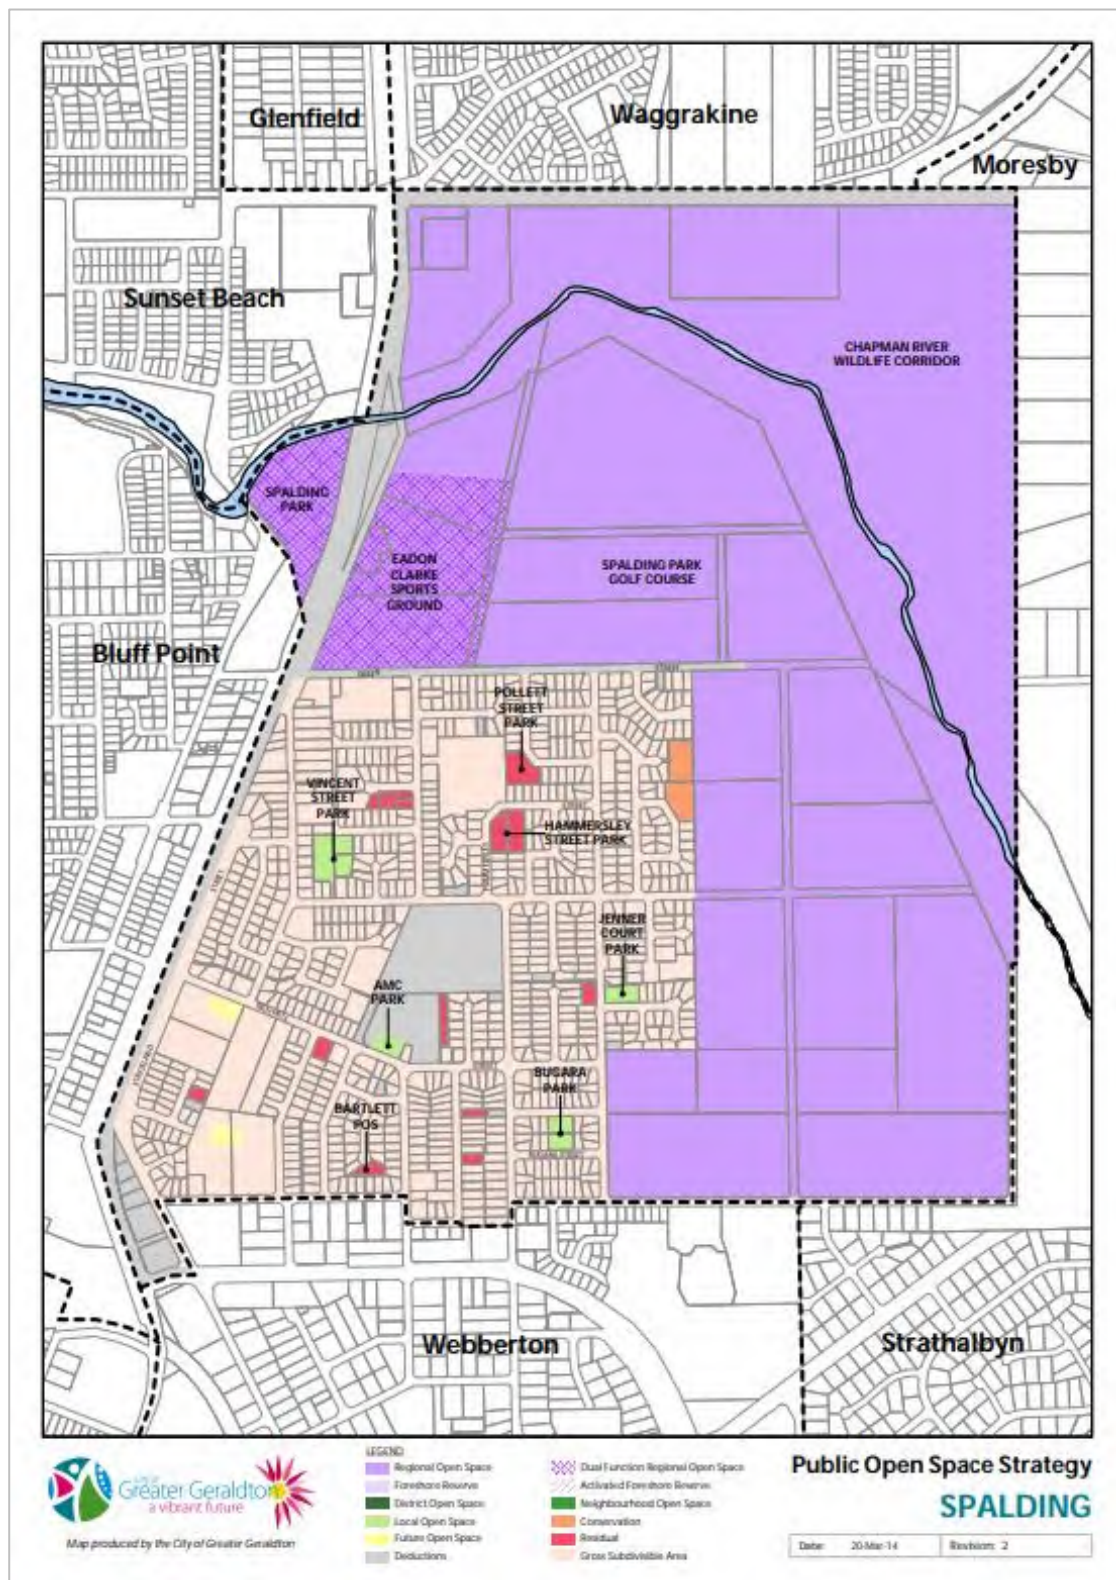 Glenfield
Waggrakine
Moresby
Sunset Beach
CHAPMAN RIVER
WILDLIFE CORRIDOR
SPALDING
PARK
EADON
CLARKE
SPORTS
GROUND
SPALDING PARK
GOLF COURSE
Bluff Point
POLLETT
STREET
PARK
VINCENT
STREET
PARK
HAMMERSLEY
STREET PARK
JENNER
COURT
PARK
AMC
PARK
BUGARA
PARK
BARTLETT
POS
Webberton
Strathalbyn
City of
Greater Geraldton
a vibrant future
Map produced by the City of Greater Geraldton
LEGEND
Regional Open Space
Foreshore Reserve
District Open Space
Local Open Space
Future Open Space
Deductions
Dual Function Regional Open Space
Activated Foreshore Reserve
Neighbourhood Open Space
Conservation
Residual
Gross Subdivisible Area
Public Open Space Strategy
SPALDING
Date: 20-Mar-14 Revision: 2